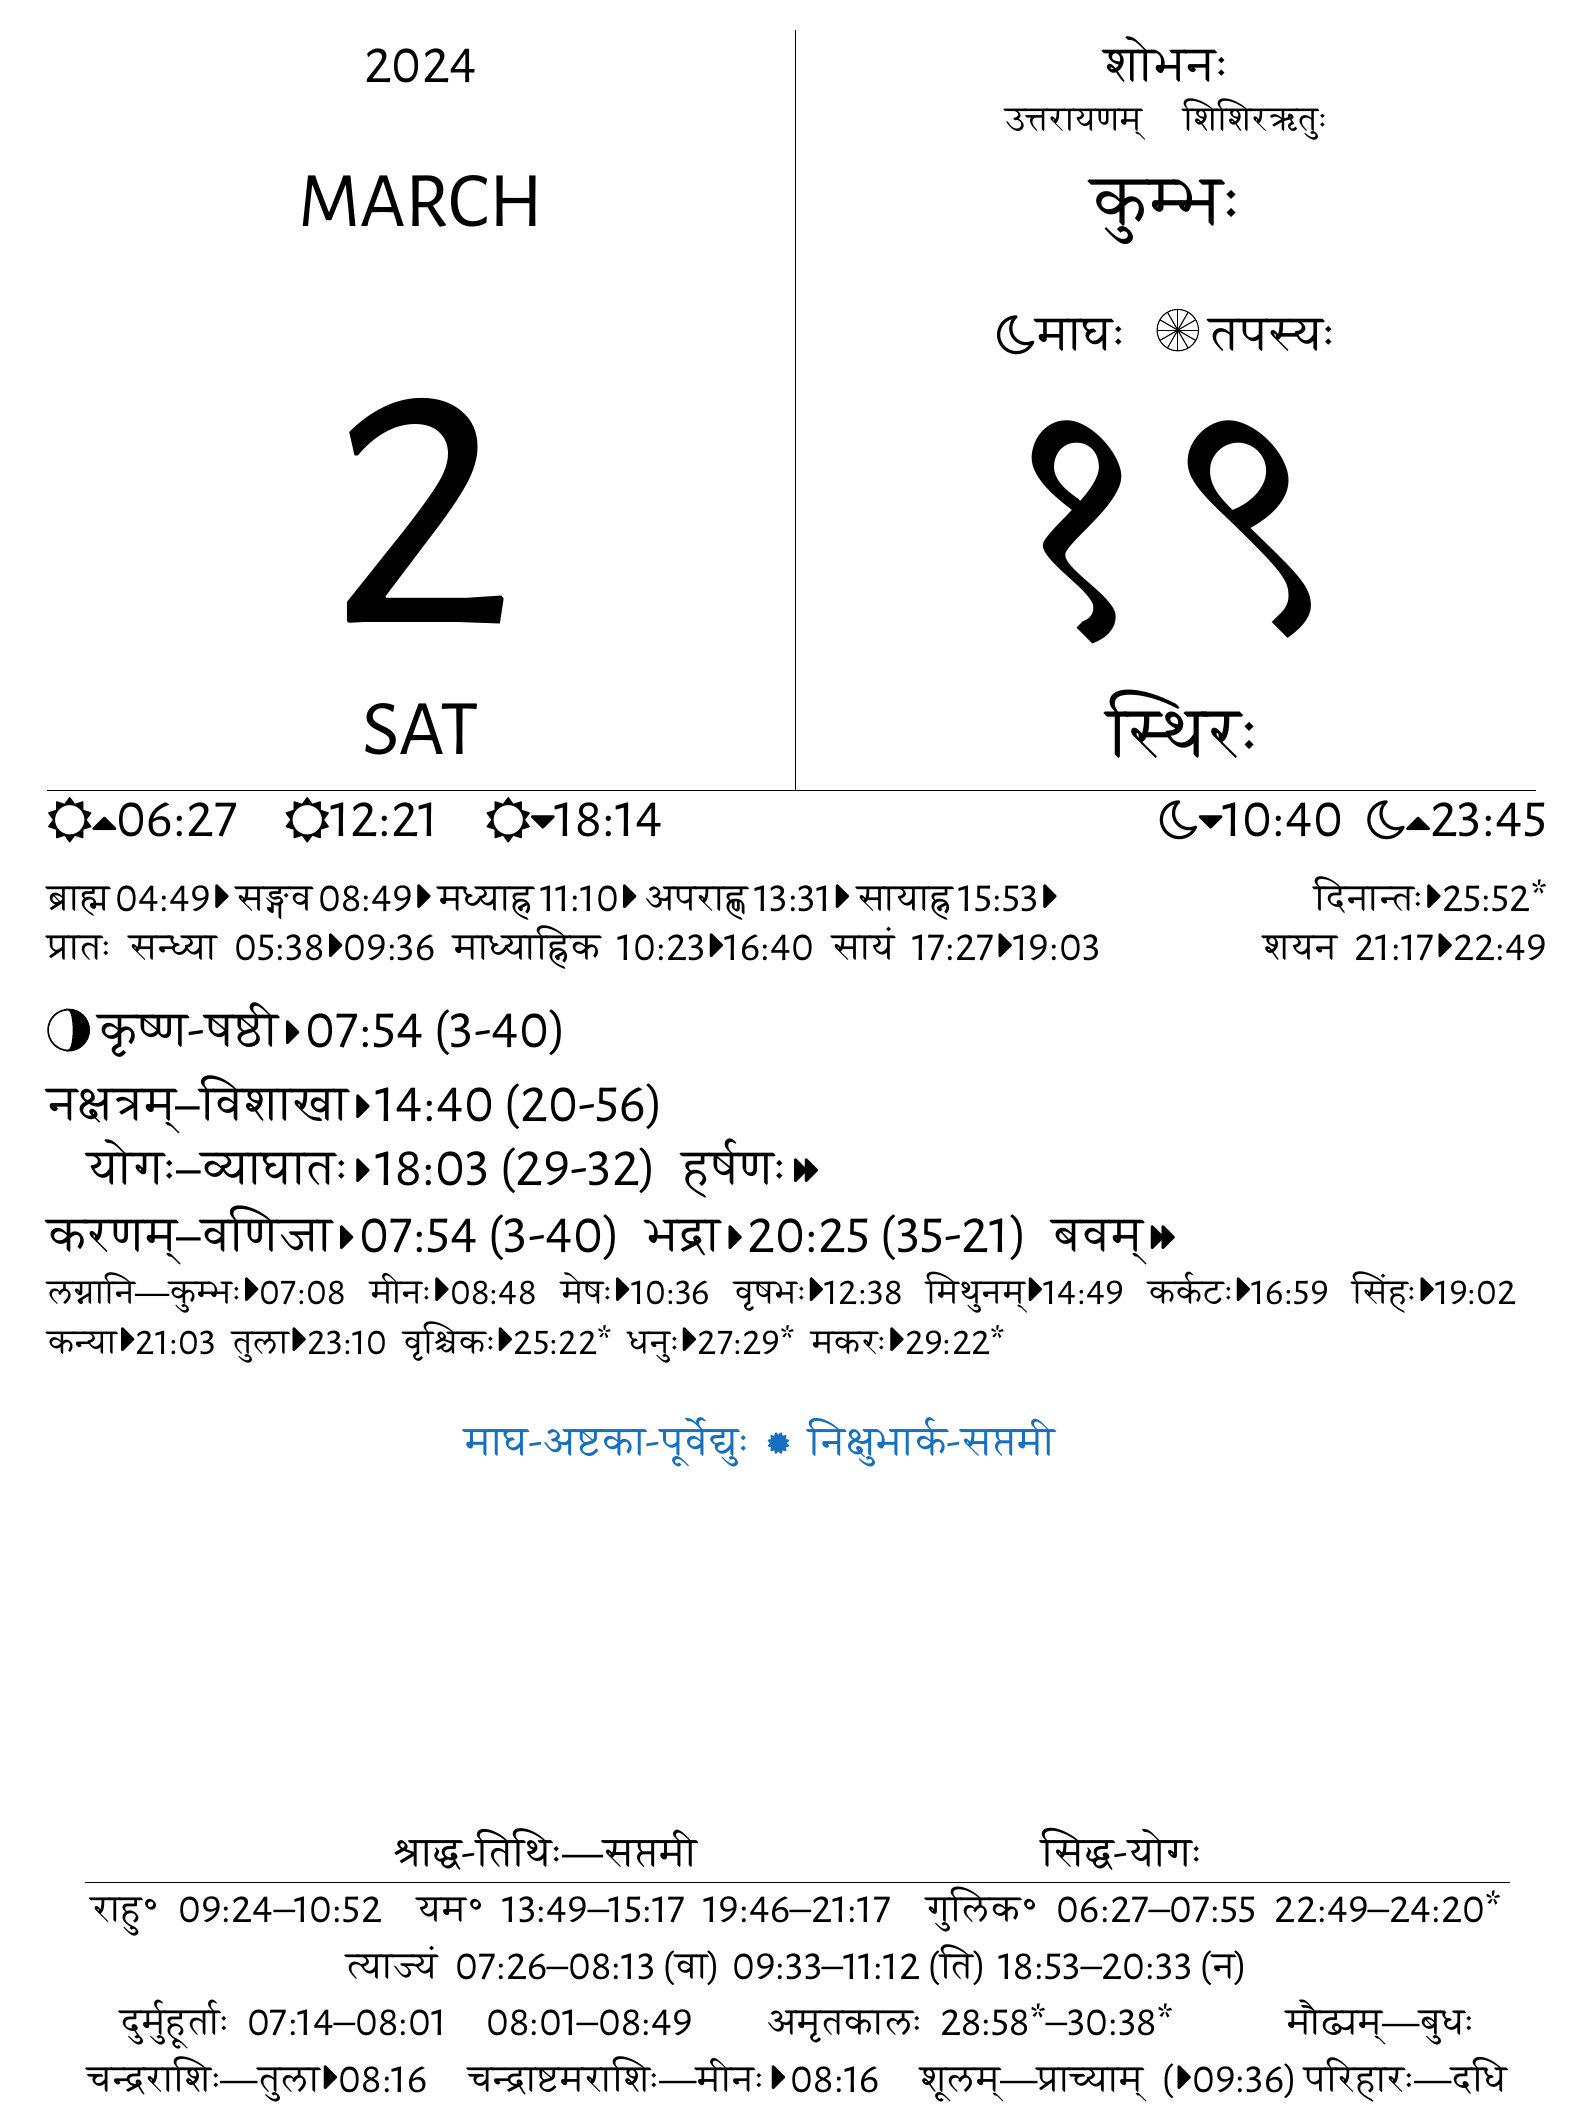 2024
MARCH
2
SAT
शोभनः
उत्तरायणम् शिशिरऋतुः
कुम्भः
माघः तपस्यः
१९
स्थिरः
06:27 12:21 18:14 10:40 23:45
ब्राह्म 04:49 सङ्गव 08:49 मध्याह्न 11:10 अपराह्ण 13:31 सायाह्न 15:53 दिनान्तः 25:52*
प्रातः सन्ध्या 05:38 09:36 माध्याह्निक 10:23 16:40 सायं 17:27 19:03 शयन 21:17 22:49
कृष्ण-षष्ठी 07:54 (3-40)
नक्षत्रम्–विशाखा 14:40 (20-56)
योगः–व्याघातः 18:03 (29-32) हर्षणः
करणम्–वणिजा 07:54 (3-40) भद्रा 20:25 (35-21) बवम्
लग्नानि—कुम्भः 07:08 मीनः 08:48 मेषः 10:36 वृषभः 12:38 मिथुनम् 14:49 कर्कटः 16:59 सिंहः 19:02
कन्या 21:03 तुला 23:10 वृश्चिकः 25:22* धनुः 27:29* मकरः 29:22*
माघ-अष्टका-पूर्वेद्युः निक्षुभार्क-सप्तमी
श्राद्ध-तिथिः—सप्तमी सिद्ध-योगः
राहु॰ 09:24–10:52 यम॰ 13:49–15:17 19:46–21:17 गुलिक॰ 06:27–07:55 22:49–24:20*
त्याज्यं 07:26–08:13 (वा) 09:33–11:12 (ति) 18:53–20:33 (न)
दुर्मुहूर्ताः 07:14–08:01 08:01–08:49 अमृतकालः 28:58*–30:38* मौढ्यम्—बुधः
चन्द्रराशिः—तुला 08:16 चन्द्राष्टमराशिः—मीनः 08:16 शूलम्—प्राच्याम् (09:36) परिहारः—दधि